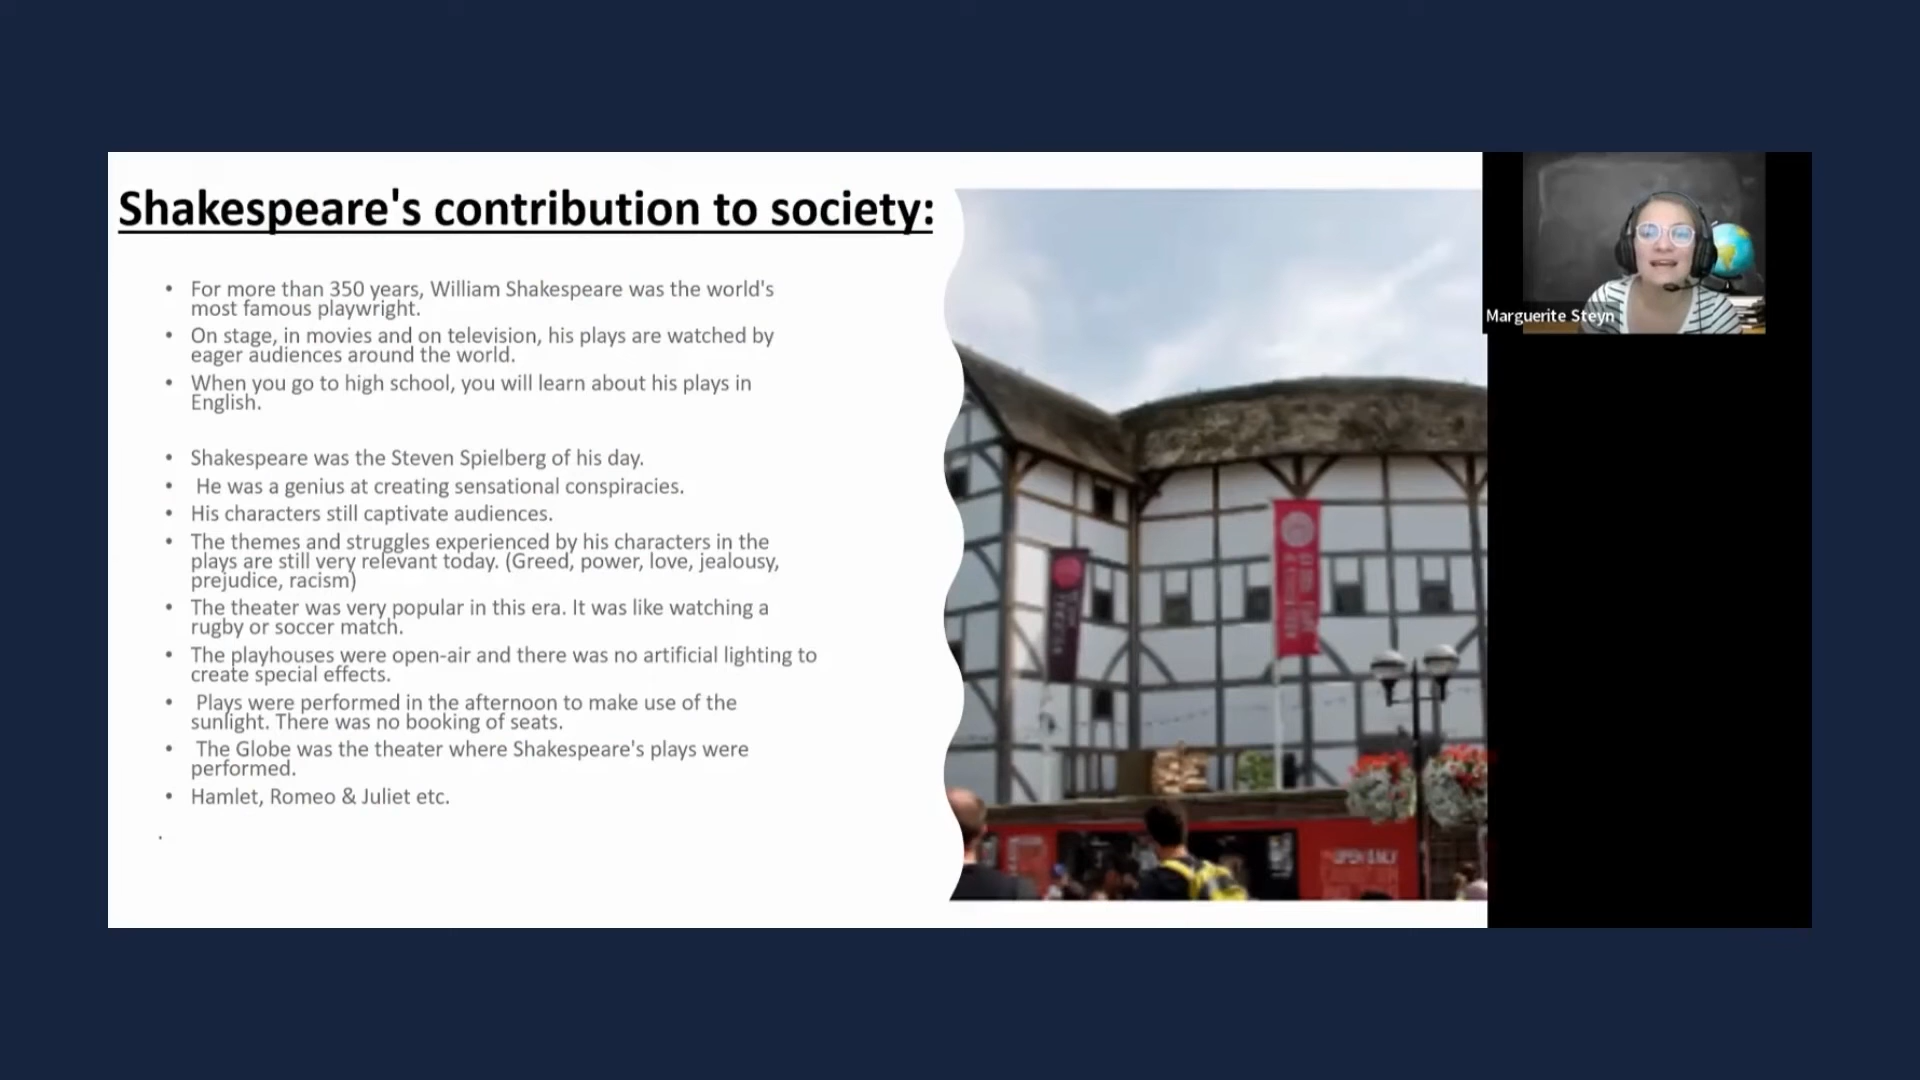 Shakespeare's contribution to society:
• For more than 350 years, William Shakespeare was the world's
most famous playwright.
• On stage, in movies and on television, his plays are watched by
eager audiences around the world.
• When you go to high school, you will learn about his plays in
English.
• Shakespeare was the Steven Spielberg of his day.
• He was a genius at creating sensational conspiracies.
• His characters still captivate audiences.
• The themes and struggles experienced by his characters in the
plays are still very relevant today. (Greed, power, love, jealousy,
prejudice, racism)
• The theater was very popular in this era. It was like watching a
rugby or soccer match.
• The playhouses were open-air and there was no artificial lighting to
create special effects.
• Plays were performed in the afternoon to make use of the
sunlight. There was no booking of seats.
• The Globe was the theater where Shakespeare's plays were
performed.
• Hamlet, Romeo & Juliet etc.
.
Marguerite Steyn